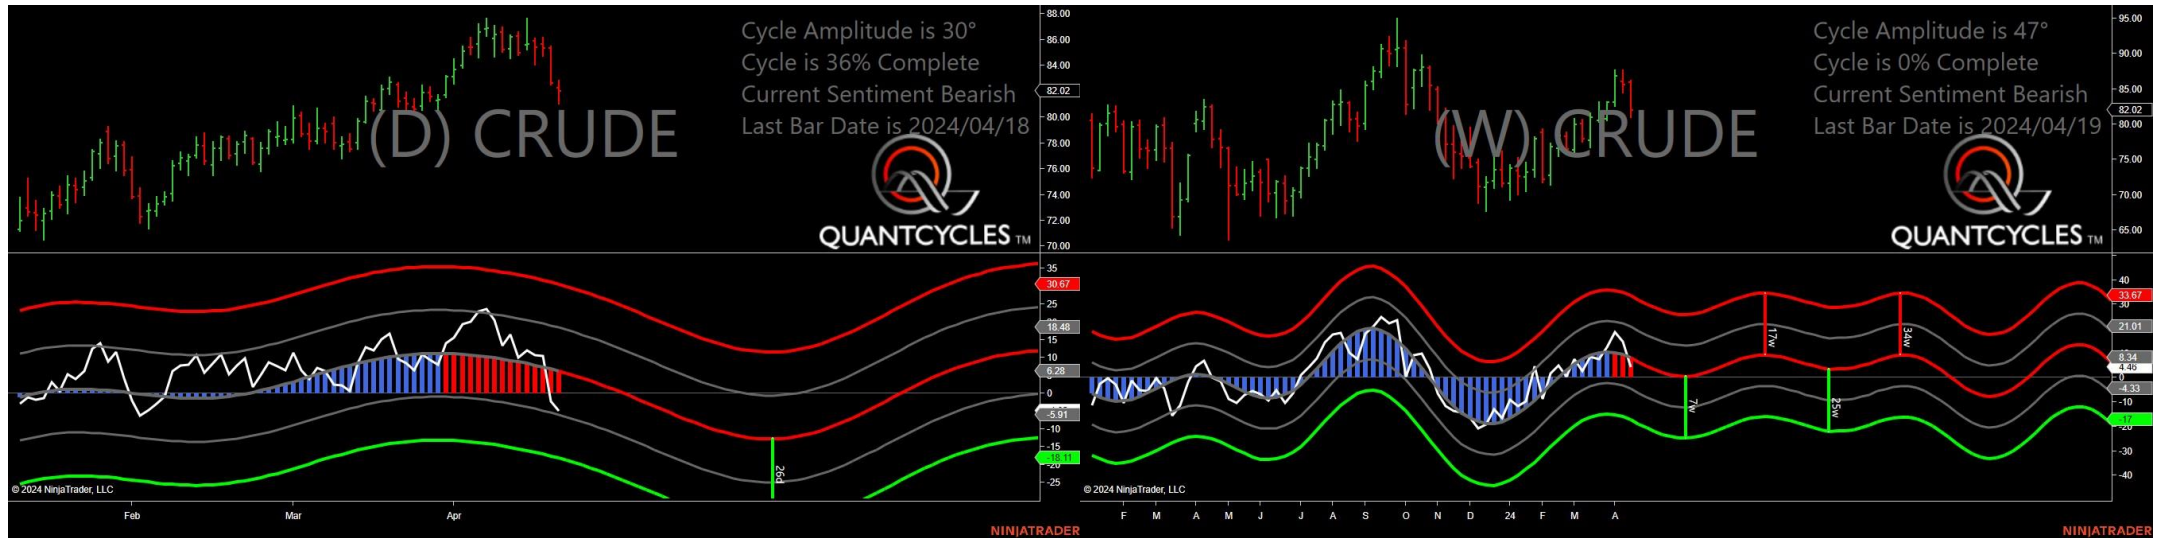 Cycle Amplitude is 30°
Cycle is 36% Complete
Current Sentiment Bearish
Last Bar Date is 2024/04/18
(D) CRUDE
QUANTCYCLES TM
88.00
86.00
84.00
82.02
80.00
78.00
76.00
74.00
72.00
70.00
35
30.67
25
18.48
15
10
6.28
0
-5.91
-10
-15
-18.11
-20
-25
26d
© 2024 NinjaTrader, LLC
Feb Mar Apr
NINJATRADER
Cycle Amplitude is 47°
Cycle is 0% Complete
Current Sentiment Bearish
Last Bar Date is 2024/04/19
(W) CRUDE
QUANTCYCLES TM
95.00
90.00
85.00
82.02
80.00
75.00
70.00
65.00
40
33.67
30
21.01
8.34
4.46
0
-4.33
-10
-17
-20
-30
-40
17w
34w
7w
25w
© 2024 NinjaTrader, LLC
F M A M J J A S O N D 24 F M A
NINJATRADER